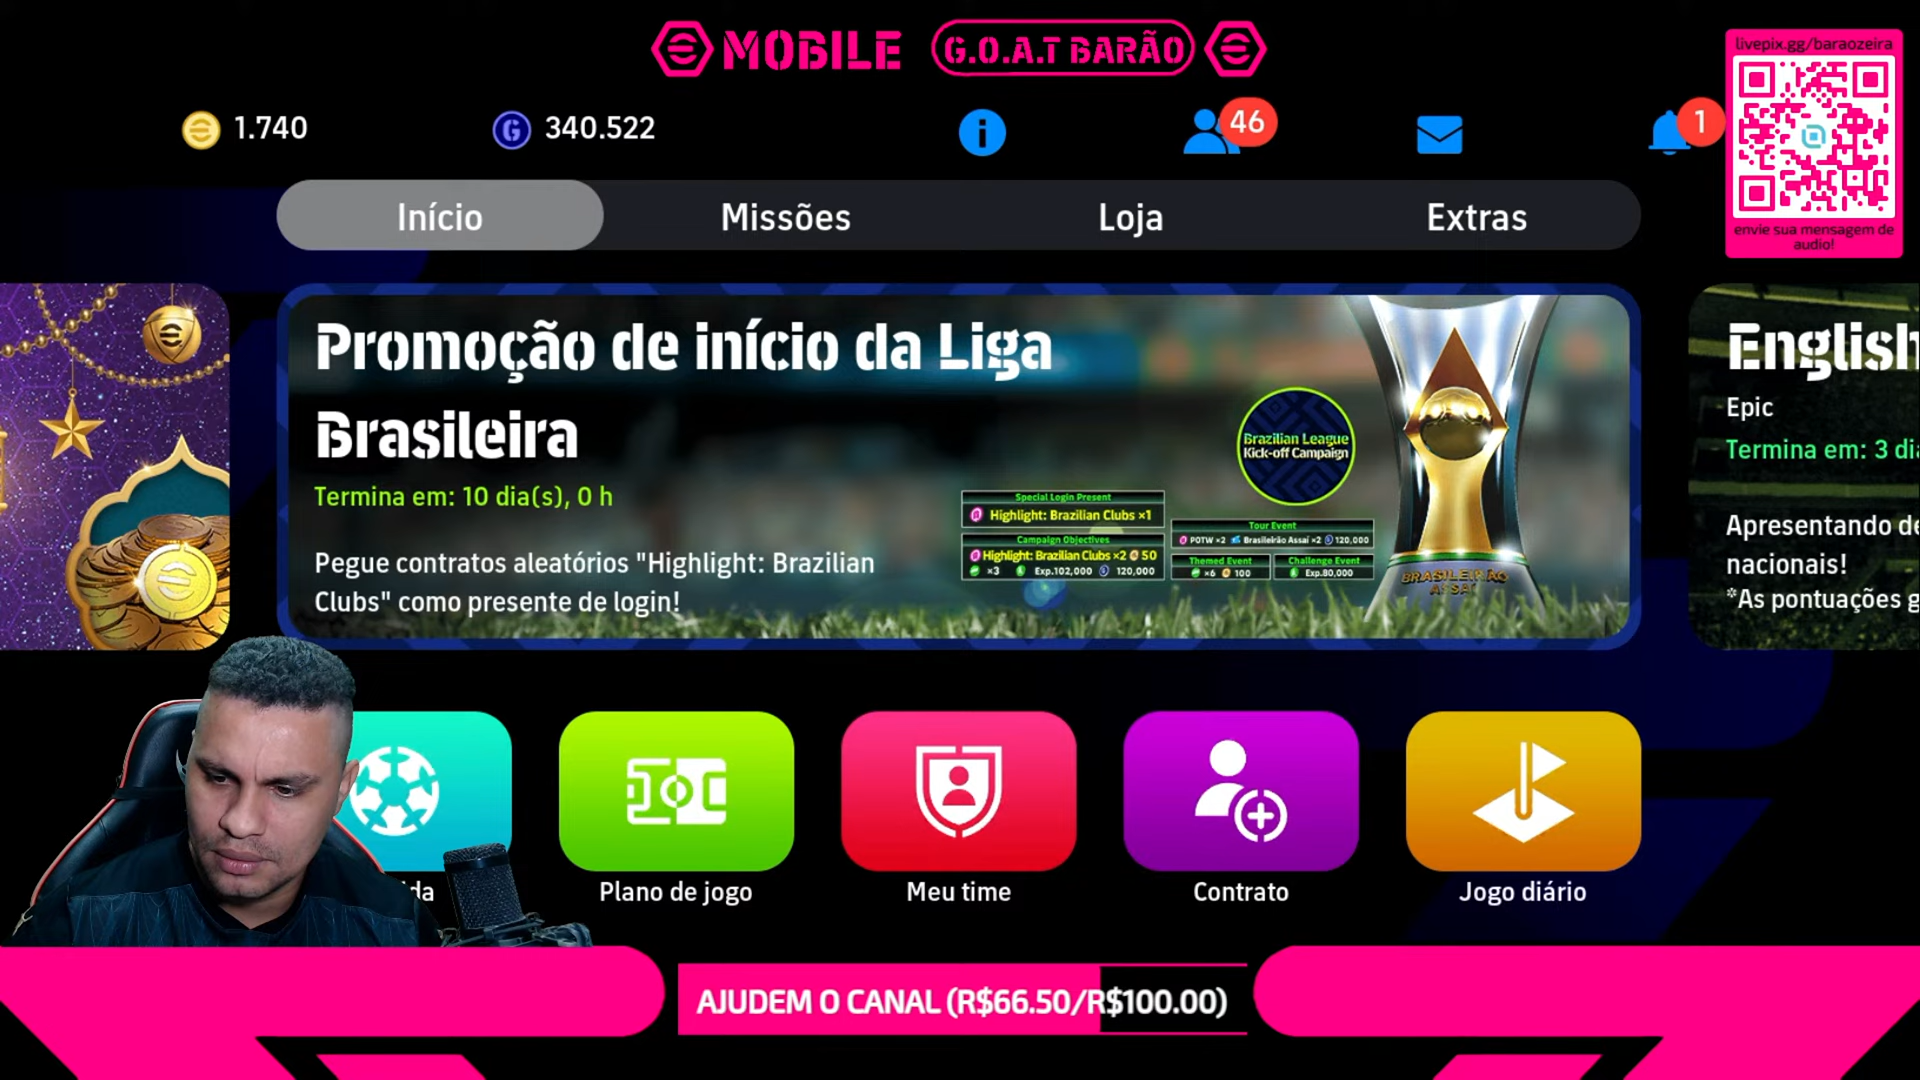 MOBILE
G.O.A.T BARÃO
livepix.gg/baraozeira
envie sua mensagem de
audio!
1.740
G
340.522
46
1
Início
Missões
Loja
Extras
Promoção de início da Liga
Brasileira
Termina em: 10 dia(s), 0 h
Pegue contratos aleatórios "Highlight: Brazilian
Clubs" como presente de login!
Brazilian League
Kick-off Campaign
Special Login Present
Highlight: Brazilian Clubs ×1
Campaign Objectives
Highlight: Brazilian Clubs ×2 50
×3 Exp.102,000 120,000
Tour Event
POTW ×2 Brasileirão Assaí ×2 120,000
Themed Event
×6 100
Challenge Event
Exp.80,000
BRASILEIRÃO
ASSAÍ
English
Epic
Termina em: 3 dia
Apresentando de
nacionais!
*As pontuações g
da
Plano de jogo
Meu time
Contrato
Jogo diário
AJUDEM O CANAL (R$66.50/R$100.00)